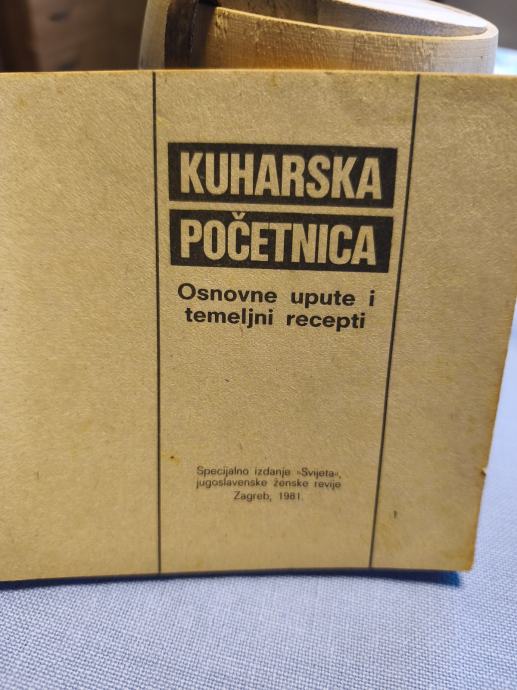 KUHARSKA
POČETNICA
Osnovne upute i
temeljni recepti
Specijalno izdanje »Svijeta«,
jugoslavenske ženske revije
Zagreb, 1981.